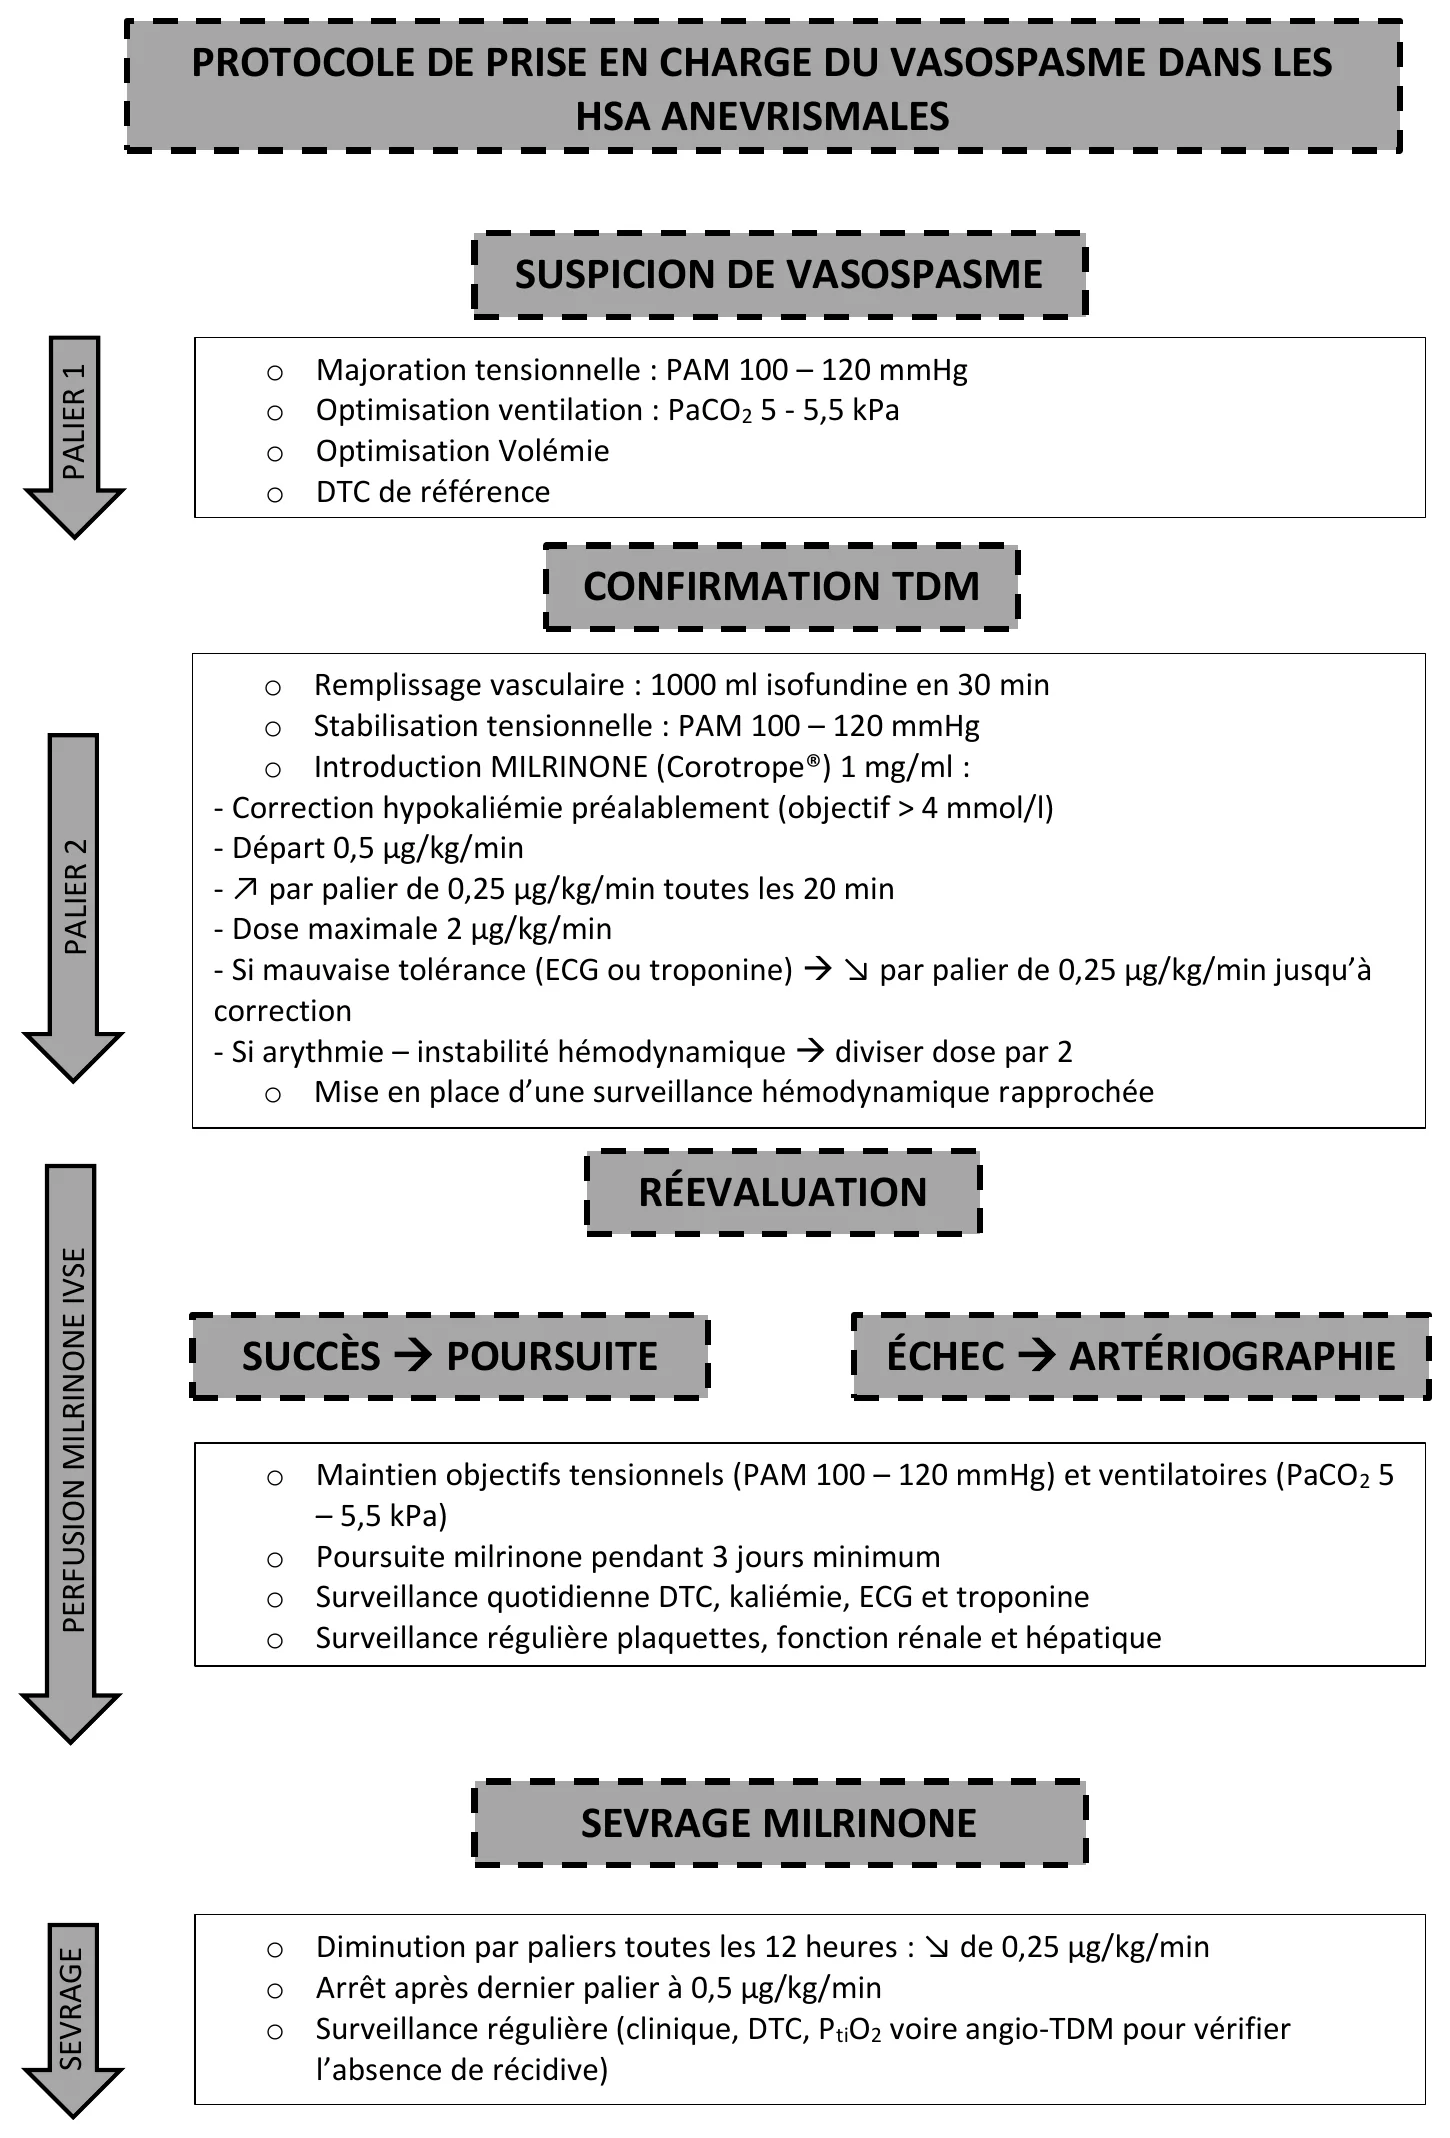 PROTOCOLE DE PRISE EN CHARGE DU VASOSPASME DANS LES
HSA ANEVRISMALES
SUSPICION DE VASOSPASME
PALIER 1
o Majoration tensionnelle : PAM 100 – 120 mmHg
o Optimisation ventilation : PaCO₂ 5 - 5,5 kPa
o Optimisation Volémie
o DTC de référence
CONFIRMATION TDM
PALIER 2
o Remplissage vasculaire : 1000 ml isofundine en 30 min
o Stabilisation tensionnelle : PAM 100 – 120 mmHg
o Introduction MILRINONE (Corotrope®) 1 mg/ml :
- Correction hypokaliémie préalablement (objectif > 4 mmol/l)
- Départ 0,5 µg/kg/min
- ↗ par palier de 0,25 µg/kg/min toutes les 20 min
- Dose maximale 2 µg/kg/min
- Si mauvaise tolérance (ECG ou troponine) → ↘ par palier de 0,25 µg/kg/min jusqu’à
correction
- Si arythmie – instabilité hémodynamique → diviser dose par 2
o Mise en place d’une surveillance hémodynamique rapprochée
RÉEVALUATION
PERFUSION MILRINONE IVSE
SUCCÈS → POURSUITE
ÉCHEC → ARTÉRIOGRAPHIE
o Maintien objectifs tensionnels (PAM 100 – 120 mmHg) et ventilatoires (PaCO₂ 5
– 5,5 kPa)
o Poursuite milrinone pendant 3 jours minimum
o Surveillance quotidienne DTC, kaliémie, ECG et troponine
o Surveillance régulière plaquettes, fonction rénale et hépatique
SEVRAGE MILRINONE
SEVRAGE
o Diminution par paliers toutes les 12 heures : ↘ de 0,25 µg/kg/min
o Arrêt après dernier palier à 0,5 µg/kg/min
o Surveillance régulière (clinique, DTC, PtiO₂ voire angio-TDM pour vérifier
l’absence de récidive)